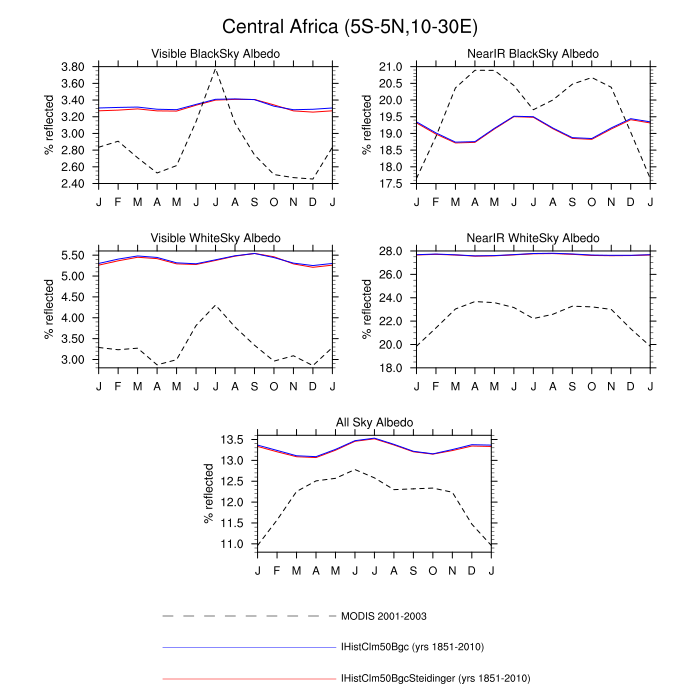 Central Africa (5S-5N,10-30E)
Visible BlackSky Albedo
% reflected
3.80
3.60
3.40
3.20
3.00
2.80
2.60
2.40
J F M A M J J A S O N D J
NearIR BlackSky Albedo
% reflected
21.0
20.5
20.0
19.5
19.0
18.5
18.0
17.5
J F M A M J J A S O N D J
Visible WhiteSky Albedo
% reflected
5.50
5.00
4.50
4.00
3.50
3.00
J F M A M J J A S O N D J
NearIR WhiteSky Albedo
% reflected
28.0
26.0
24.0
22.0
20.0
18.0
J F M A M J J A S O N D J
All Sky Albedo
% reflected
13.5
13.0
12.5
12.0
11.5
11.0
J F M A M J J A S O N D J
MODIS 2001-2003
IHistClm50Bgc (yrs 1851-2010)
IHistClm50BgcSteidinger (yrs 1851-2010)